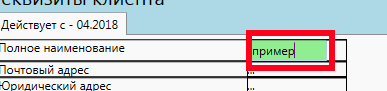 еквизиты клиента
Действует с - 04.2018
Полное наименование пример
Почтовый адрес ...
Юридический адрес ...